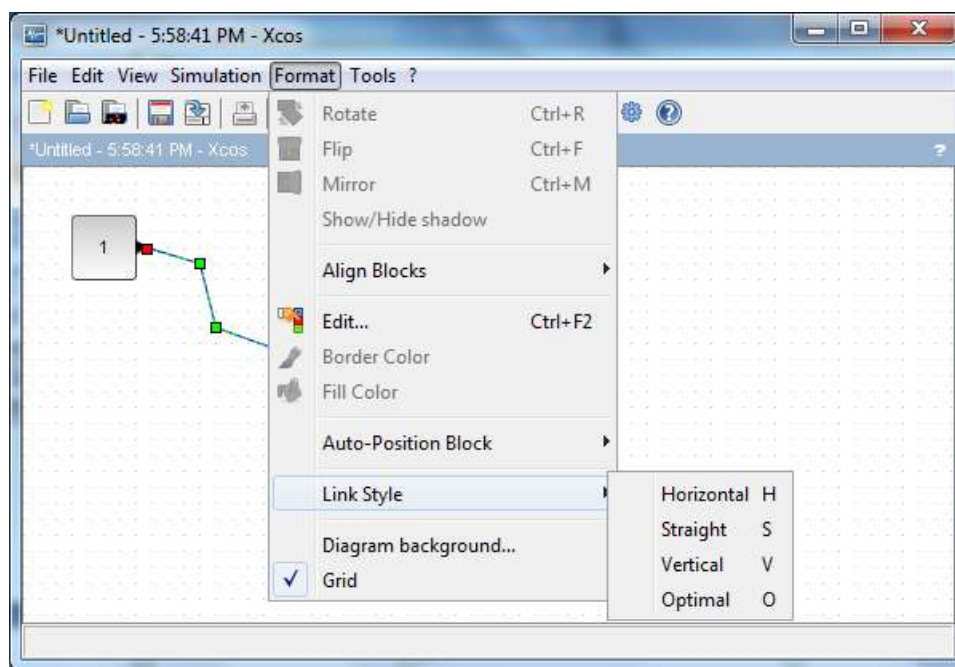 *Untitled - 5:58:41 PM - Xcos
File Edit View Simulation Format Tools ?
*Untitled - 5:58:41 PM - Xcos ?
1
Rotate Ctrl+R
Flip Ctrl+F
Mirror Ctrl+M
Show/Hide shadow
Align Blocks
Edit... Ctrl+F2
Border Color
Fill Color
Auto-Position Block
Link Style
Horizontal H
Straight S
Vertical V
Optimal O
Diagram background...
Grid